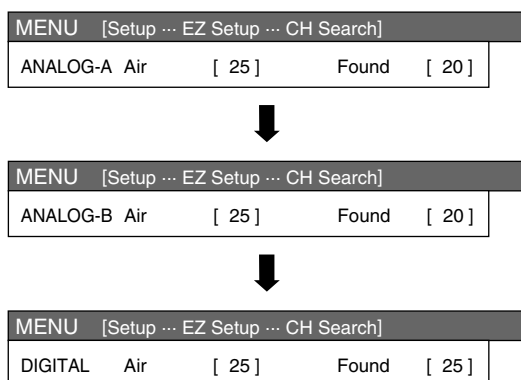 MENU [Setup ··· EZ Setup ··· CH Search]
ANALOG-A Air [ 25 ] Found [ 20 ]
MENU [Setup ··· EZ Setup ··· CH Search]
ANALOG-B Air [ 25 ] Found [ 20 ]
MENU [Setup ··· EZ Setup ··· CH Search]
DIGITAL Air [ 25 ] Found [ 25 ]